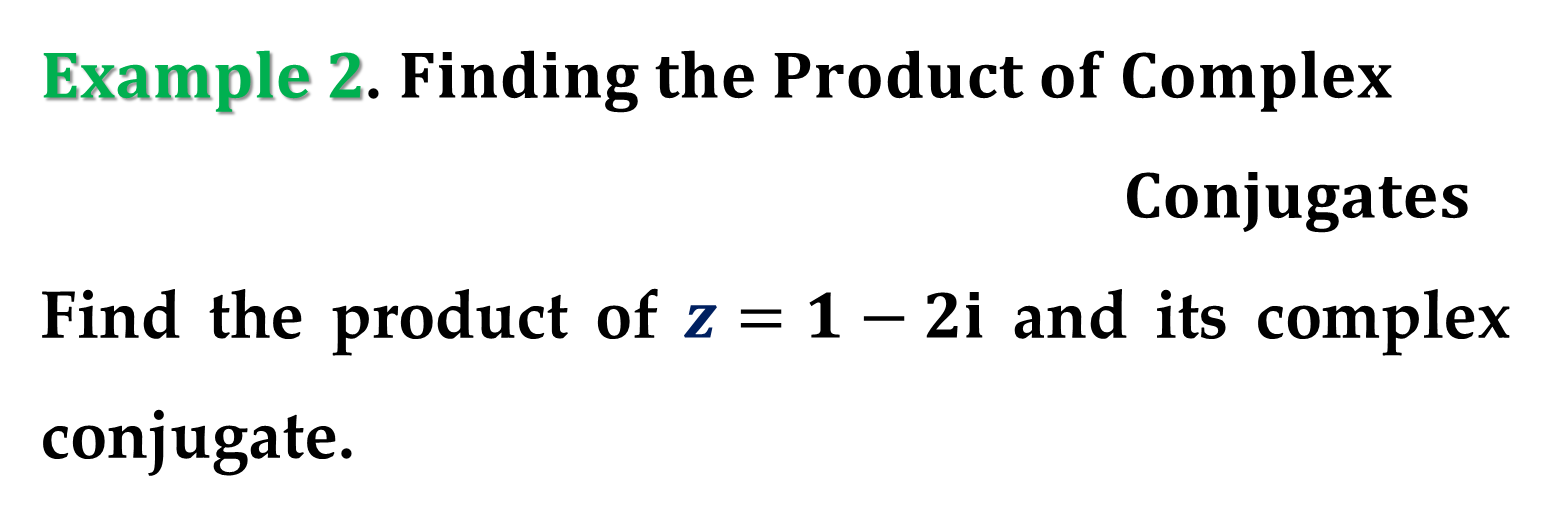 Example 2. Finding the Product of Complex
Conjugates
Find the product of z = 1 − 2i and its complex
conjugate.